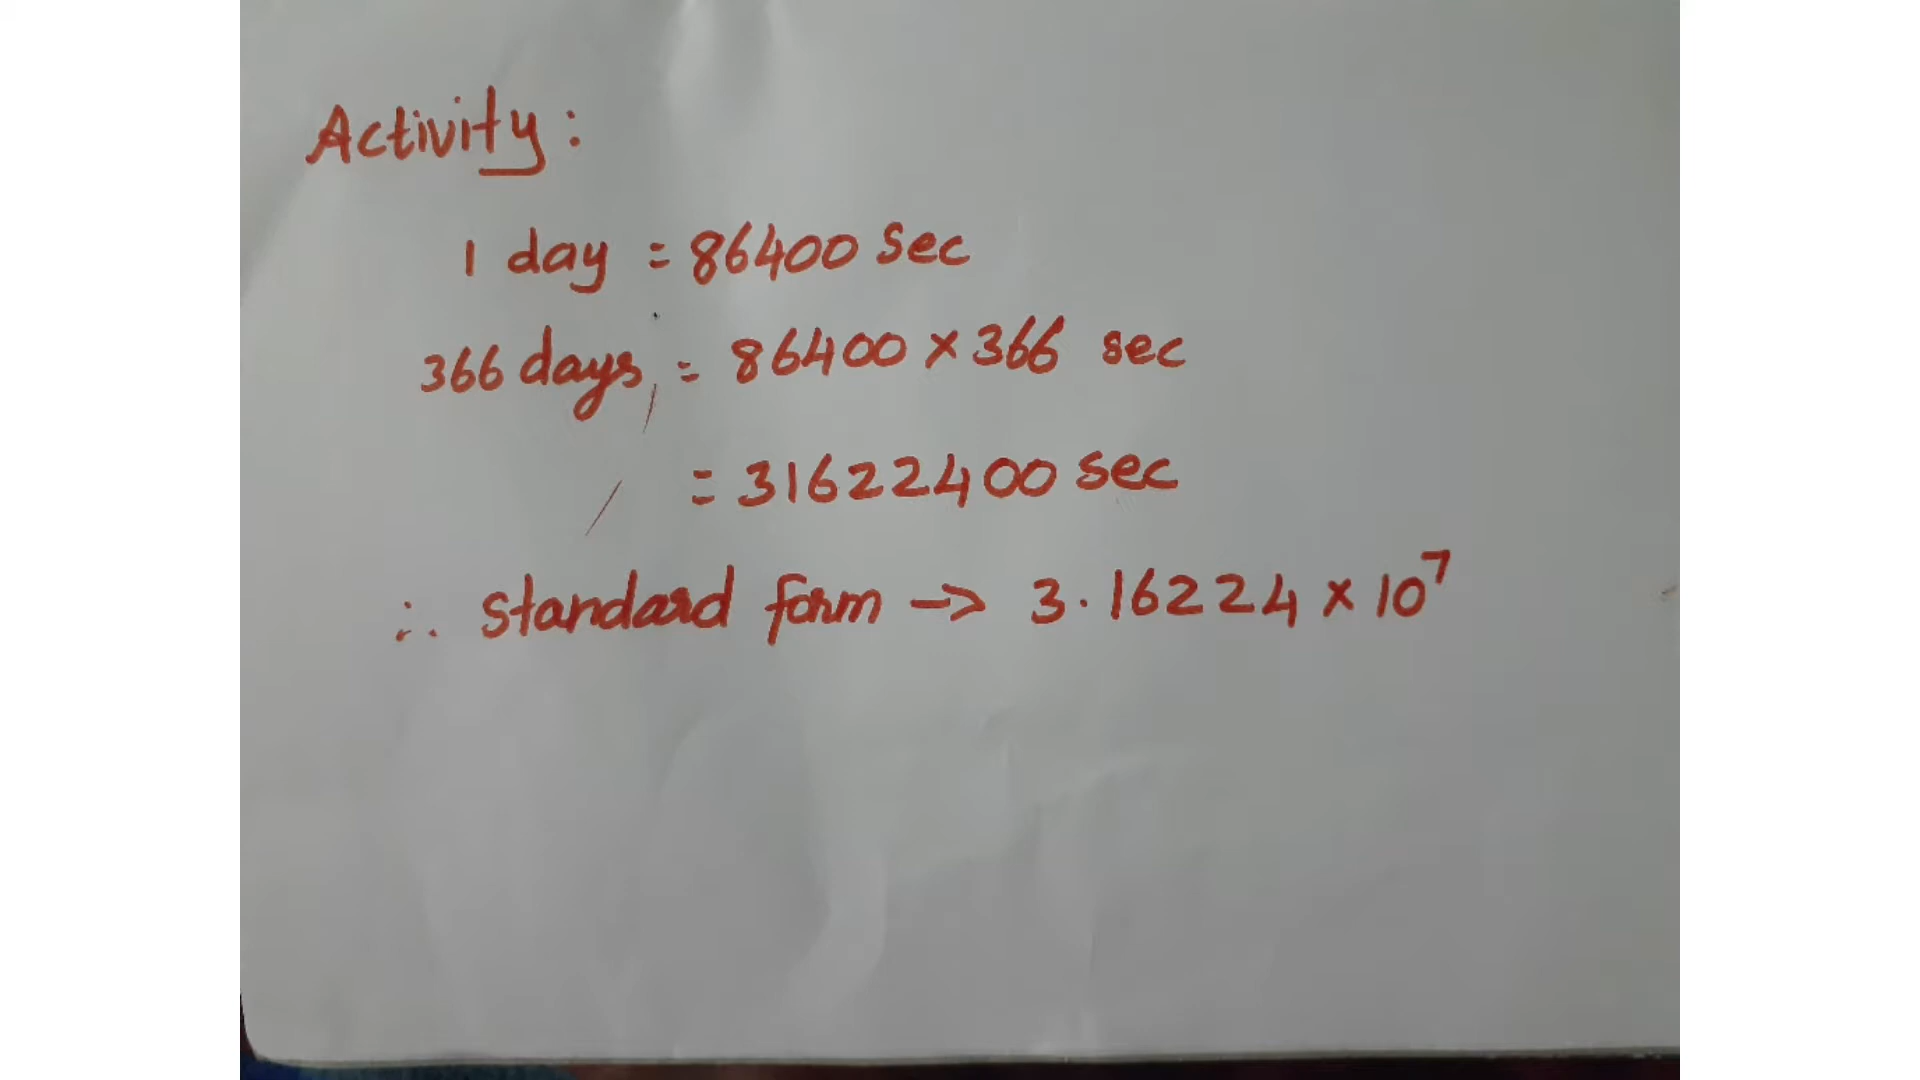 Activity:
1 day = 86400 Sec
366 days = 86400 × 366 sec
= 31622400 sec
∴ standard form → 3.16224 × 10⁷